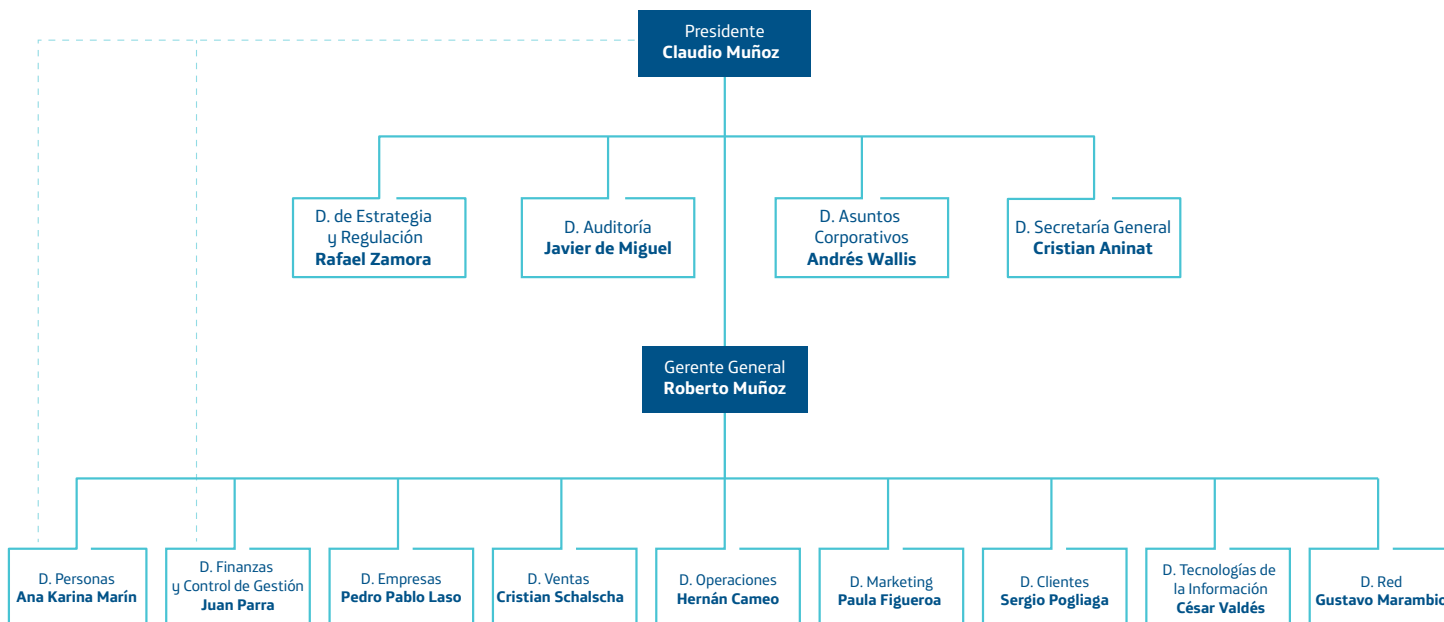 Presidente
Claudio Muñoz
D. de Estrategia
y Regulación
Rafael Zamora
D. Auditoría
Javier de Miguel
D. Asuntos
Corporativos
Andrés Wallis
D. Secretaría General
Cristian Aninat
Gerente General
Roberto Muñoz
D. Personas
Ana Karina Marín
D. Finanzas
y Control de Gestión
Juan Parra
D. Empresas
Pedro Pablo Laso
D. Ventas
Cristian Schalscha
D. Operaciones
Hernán Cameo
D. Marketing
Paula Figueroa
D. Clientes
Sergio Pogliaga
D. Tecnologías de
la Información
César Valdés
D. Red
Gustavo Marambio